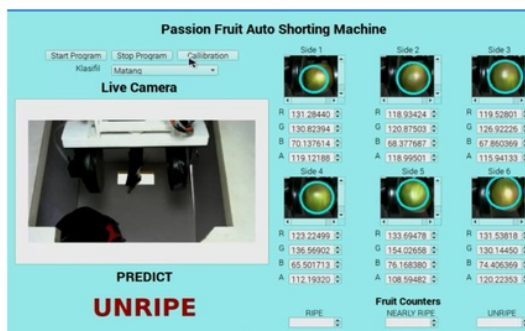 Passion Fruit Auto Shorting Machine
Start Program Stop Program Callibration
Klasifil Matang
Live Camera
PREDICT
UNRIPE
Side 1 Side 2 Side 3
R 131.28440 R 118.93424 R 119.52801
G 130.82394 G 120.87503 G 126.92226
B 70.137614 B 68.377687 B 67.860369
A 119.12188 A 118.99501 A 115.94133
Side 4 Side 5 Side 6
R 123.22499 R 133.69478 R 131.53818
G 136.56902 G 154.02658 G 130.14450
B 65.501713 B 76.168380 B 74.406369
A 112.19320 A 108.59482 A 120.22353
Fruit Counters
RIPE NEARLY RIPE UNRIPE